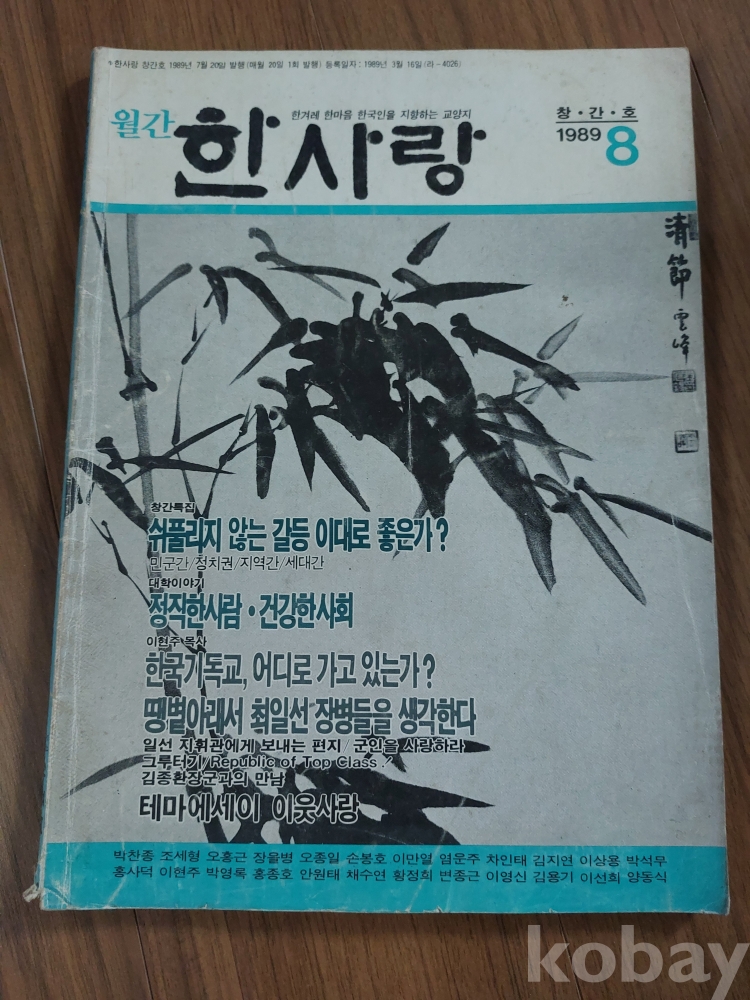 한사랑 창간호 1989년 7월 20일 발행(매월 20일 1회 발행) 등록일자 : 1989년 3월 16일(라-4026)
한겨레 한마음 한국인을 지향하는 교양지
월간 한사랑
창·간·호
1989 8
清節
雲峰
창간특집
쉬풀리지 않는 갈등 이대로 좋은가?
민군간/정치권/지역간/세대간
대학이야기
정직한사람·건강한사회
이현주 목사
한국기독교, 어디로 가고 있는가?
땡볕아래서 최일선 장병들을 생각한다
일선 지휘관에게 보내는 편지/군인을 사랑하라
그루터기/Republic of Top Class!
김종환장군과의 만남
테마에세이 이웃사랑
박찬종 조세형 오홍근 장을병 오종일 손봉호 이만열 염운주 차인태 김지연 이상용 박석무
홍사덕 이현주 박영록 홍종호 안원태 채수연 황정희 변종근 이영신 김용기 이선희 양동식
kobay